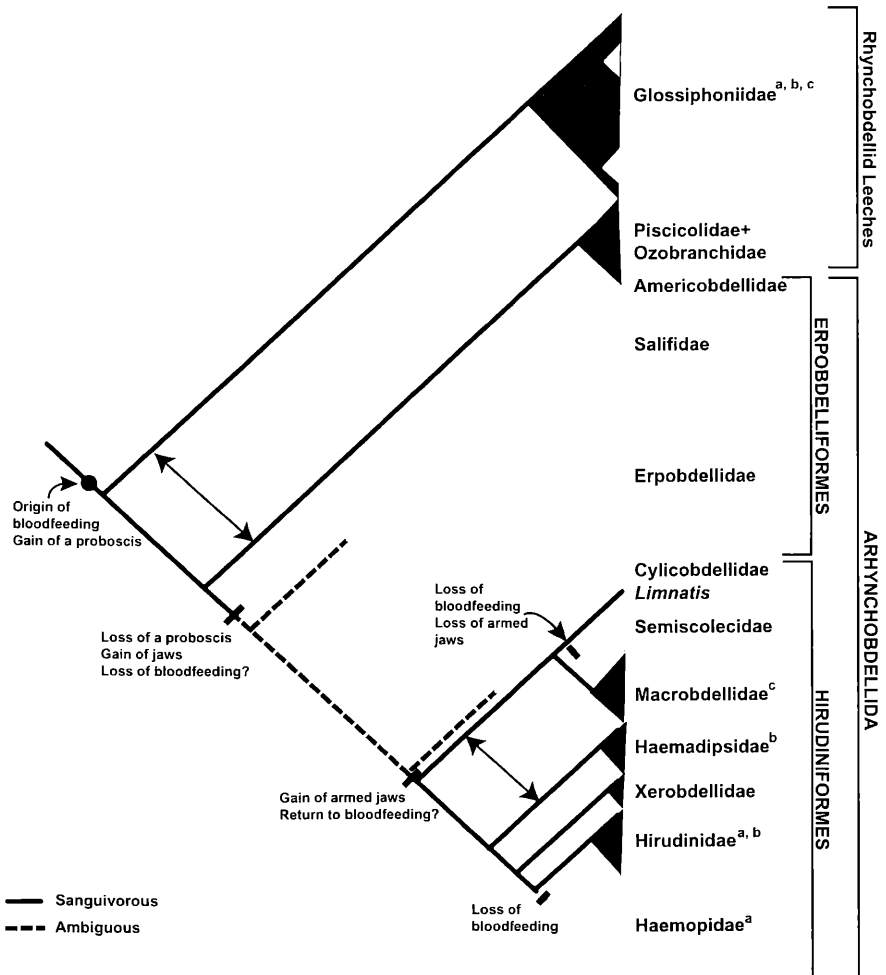 Glossiphoniidae a, b, c
Piscicolidae+
Ozobranchidae
Americobdellidae
Salifidae
Erpobdellidae
Cylicobdellidae
Limnatis
Semiscolecidae
Macrobdellidae c
Haemadipsidae b
Xerobdellidae
Hirudinidae a, b
Haemopidae a
Rhynchobdellid Leeches
ERPOBDELLIFORMES
HIRUDINIFORMES
ARHYNCHOBDELLIDA
Origin of
bloodfeeding
Gain of a proboscis
Loss of a proboscis
Gain of jaws
Loss of bloodfeeding?
Loss of
bloodfeeding
Loss of armed
jaws
Gain of armed jaws
Return to bloodfeeding?
Loss of
bloodfeeding
Sanguivorous
Ambiguous